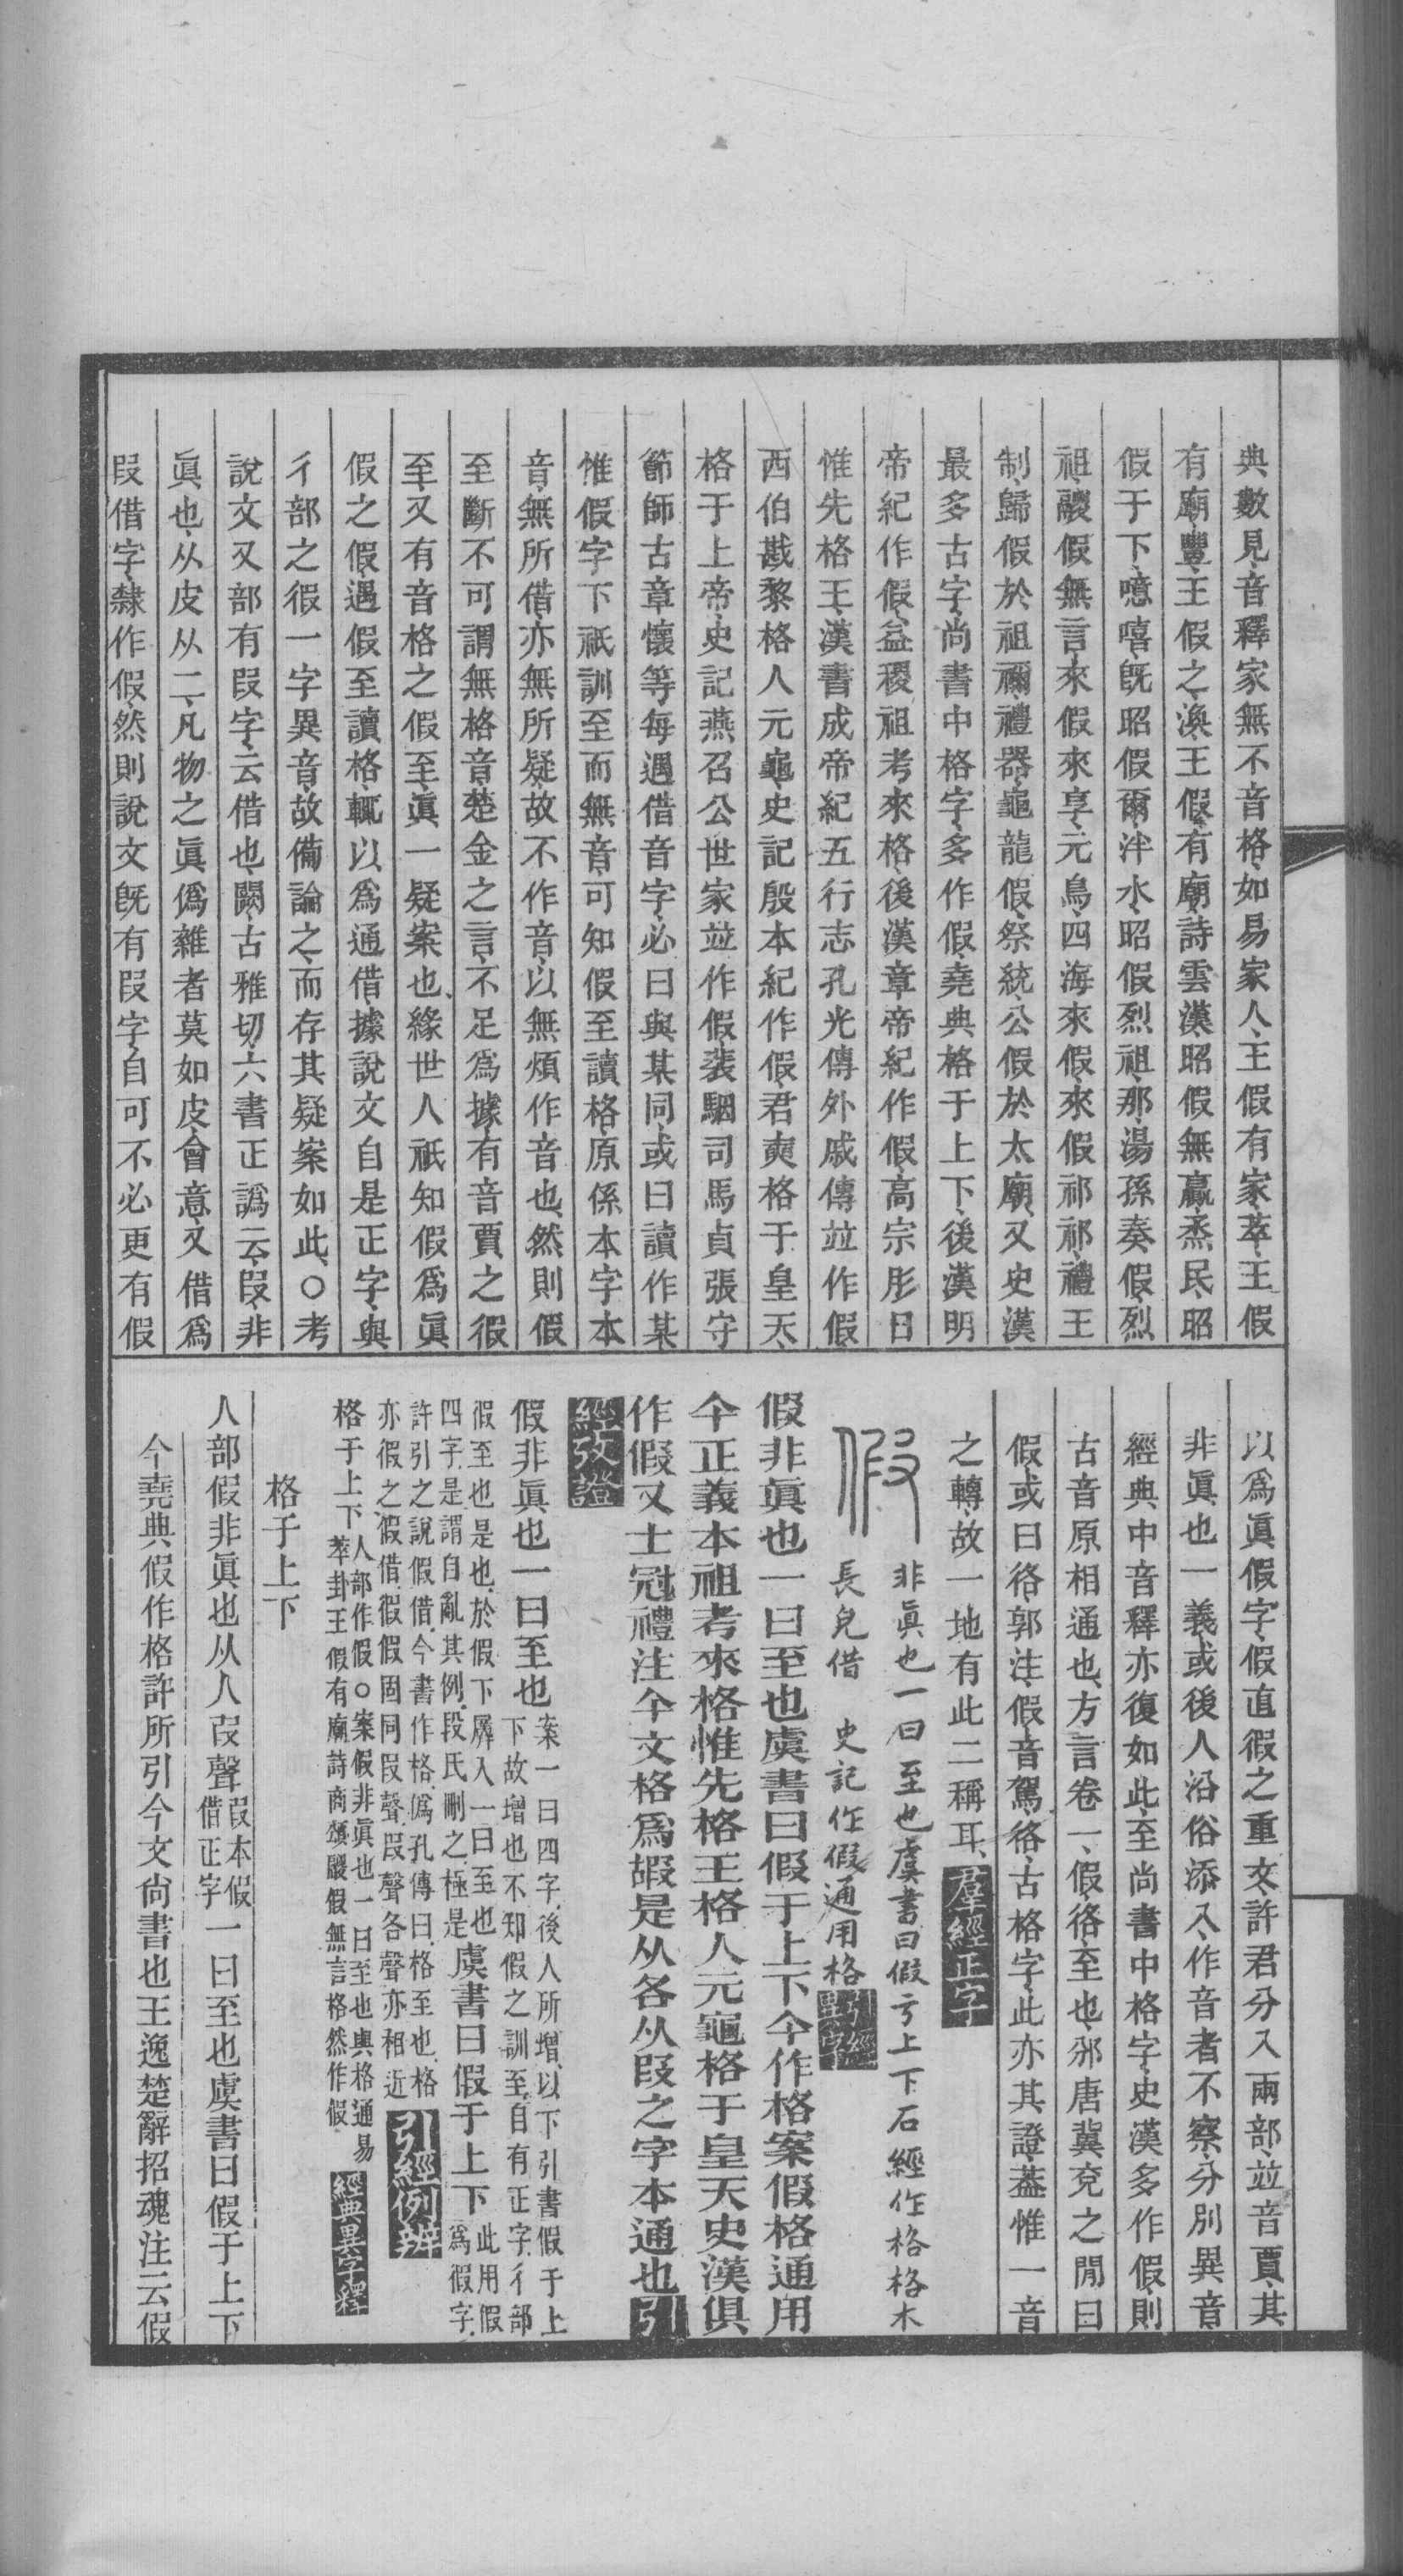 典數見音釋家無不音格如易家人王假有家萃王假
有廟豐王假之渙王假有廟詩雲漢昭假無贏烝民昭
假于下噫嘻旣昭假爾泮水昭假烈祖那湯孫奏假烈
祖鬷假無言來假來享元鳥四海來假來假祁祁禮王
制歸假於祖禰禮器龜龍假祭統公假於太廟又史漢
最多古字尚書中格字多作假堯典格于上下後漢明
帝紀作假益稷祖考來格後漢章帝紀作假高宗肜日
惟先格王漢書成帝紀五行志孔光傳外戚傳竝作假
西伯戡黎格人元龜史記殷本紀作假君奭格于皇天
格于上帝史記燕召公世家竝作假裴駰司馬貞張守
節師古章懷等每遇借音字必曰與某同或曰讀作某
惟假字下祇訓至而無音可知假至讀格原係本字本
音無所借亦無所疑故不作音以無煩作音也然則假
至斷不可謂無格音楚金之言不足爲據有音賈之徦
至又有音格之假至眞一疑案也緣世人祇知假爲眞
假之假遇假至讀格輒以爲通借據說文自是正字與
彳部之徦一字異音故備論之而存其疑案如此○考
說文又部有叚字云借也闕古雅切六書正譌云叚非
眞也从皮从二凡物之眞僞雜者莫如皮會意又借爲
叚借字隸作假然則說文旣有叚字自可不必更有假
以爲眞假字假直徦之重文許君分入兩部竝音賈其
非眞也一義或後人沿俗添入作音者不察分別異音
經典中音釋亦復如此至尚書中格字史漢多作假則
古音原相通也方言卷一假佫至也邠唐冀兗之閒曰
假或曰佫郭注假音駕佫古格字此亦其證葢惟一音
之轉故一地有此二稱耳羣經正字
假
非眞也一曰至也虞書曰假亏上下石經作格格木
長皃借 史記作假通用格引經異字
假非眞也一曰至也虞書曰假于上下今作格案假格通用
今正義本祖考來格惟先格王格人元龜格于皇天史漢俱
作假又士冠禮注今文格爲嘏是从各从叚之字本通也引
經攷證
假非眞也一曰至也案一曰四字後人所增以下引書假于上
下故增也不知假之訓至自有正字彳部
徦至也是也於假下羼入一曰至也
四字是謂自亂其例段氏刪之極是虞書曰假于上下此用假
爲徦字
許引之說假借今書作格僞孔傳曰格至也格
亦假之假借徦假固同叚聲叚聲各聲亦相近引經例辨
格于上下人部作假○案假非眞也一曰至也與格通易
萃卦王假有廟詩商頌鬷假無言格然作假經典異字釋
格于上下
人部假非眞也从人叚聲叚本假
借正字一曰至也虞書曰假于上下
今堯典假作格許所引今文尙書也王逸楚辭招魂注云假